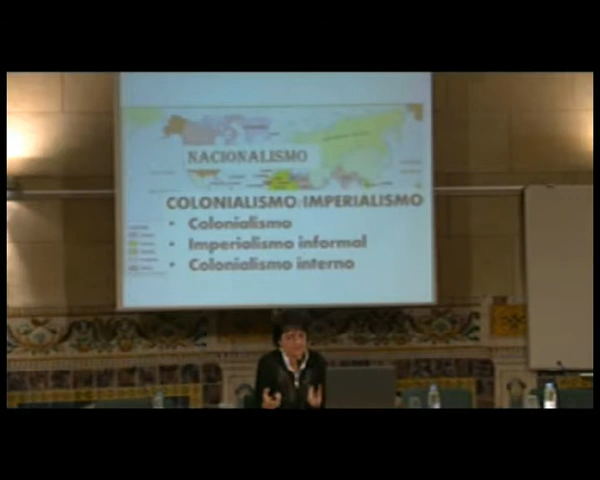 NACIONALISMO
COLONIALISMO/IMPERIALISMO
• Colonialismo
• Imperialismo informal
• Colonialismo interno